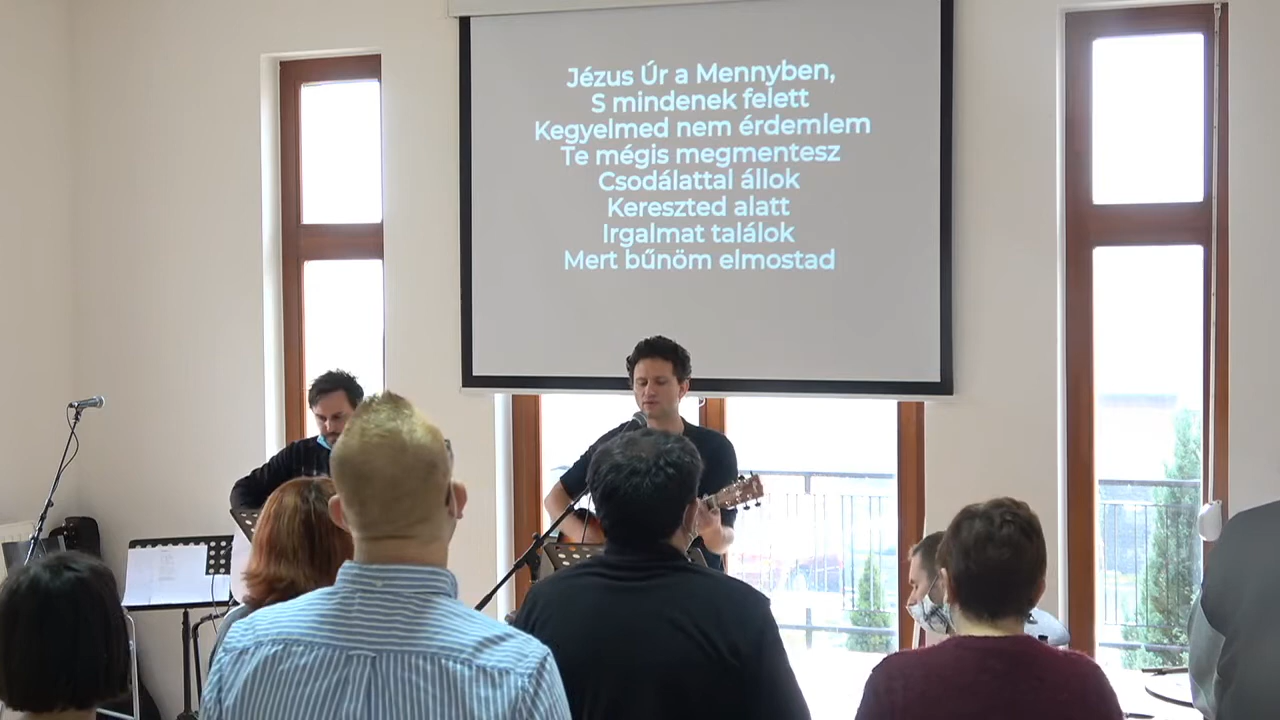 Jézus Úr a Mennyben,
S mindenek felett
Kegyelmed nem érdemlem
Te mégis megmentesz
Csodálattal állok
Kereszted alatt
Irgalmat találok
Mert bűnöm elmostad